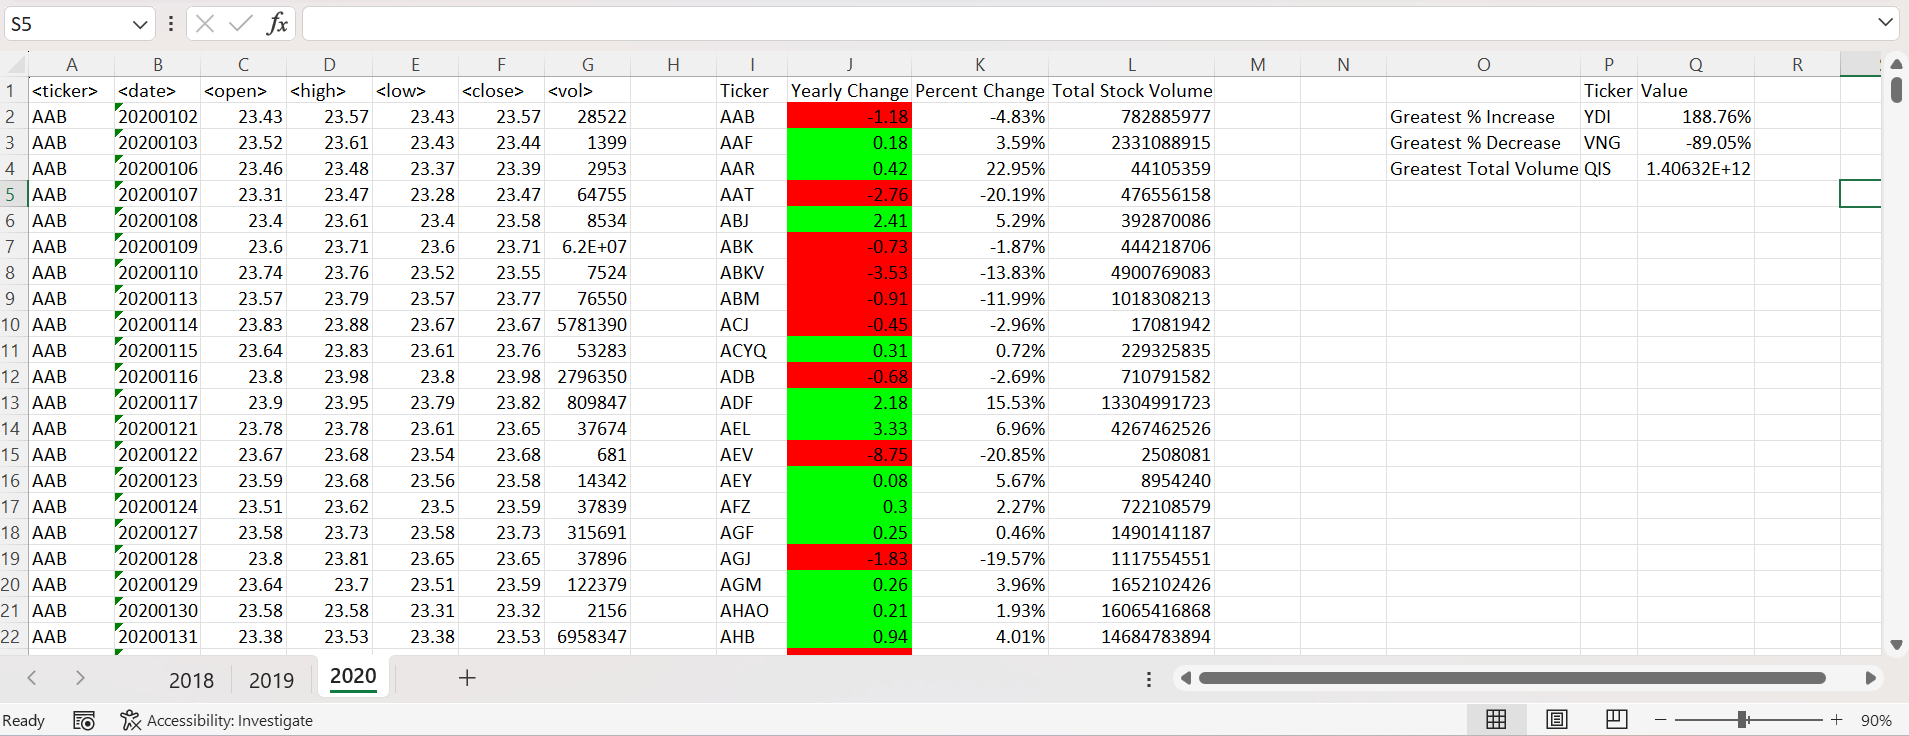 S5 fx
A B C D E F G H I J K L M N O P Q R
1 <ticker> <date> <open> <high> <low> <close> <vol> Ticker Yearly Change Percent Change Total Stock Volume Ticker Value
2 AAB 20200102 23.43 23.57 23.43 23.57 28522 AAB -1.18 -4.83% 782885977 Greatest % Increase YDI 188.76%
3 AAB 20200103 23.52 23.61 23.43 23.44 1399 AAF 0.18 3.59% 2331088915 Greatest % Decrease VNG -89.05%
4 AAB 20200106 23.46 23.48 23.37 23.39 2953 AAR 0.42 22.95% 44105359 Greatest Total Volume QIS 1.40632E+12
5 AAB 20200107 23.31 23.47 23.28 23.47 64755 AAT -2.76 -20.19% 476556158
6 AAB 20200108 23.4 23.61 23.4 23.58 8534 ABJ 2.41 5.29% 392870086
7 AAB 20200109 23.6 23.71 23.6 23.71 6.2E+07 ABK -0.73 -1.87% 444218706
8 AAB 20200110 23.74 23.76 23.52 23.55 7524 ABKV -3.53 -13.83% 4900769083
9 AAB 20200113 23.57 23.79 23.57 23.77 76550 ABM -0.91 -11.99% 1018308213
10 AAB 20200114 23.83 23.88 23.67 23.67 5781390 ACJ -0.45 -2.96% 17081942
11 AAB 20200115 23.64 23.83 23.61 23.76 53283 ACYQ 0.31 0.72% 229325835
12 AAB 20200116 23.8 23.98 23.8 23.98 2796350 ADB -0.68 -2.69% 710791582
13 AAB 20200117 23.9 23.95 23.79 23.82 809847 ADF 2.18 15.53% 13304991723
14 AAB 20200121 23.78 23.78 23.61 23.65 37674 AEL 3.33 6.96% 4267462526
15 AAB 20200122 23.67 23.68 23.54 23.68 681 AEV -8.75 -20.85% 2508081
16 AAB 20200123 23.59 23.68 23.56 23.58 14342 AEY 0.08 5.67% 8954240
17 AAB 20200124 23.51 23.62 23.5 23.59 37839 AFZ 0.3 2.27% 722108579
18 AAB 20200127 23.58 23.73 23.58 23.73 315691 AGF 0.25 0.46% 1490141187
19 AAB 20200128 23.8 23.81 23.65 23.65 37896 AGJ -1.83 -19.57% 1117554551
20 AAB 20200129 23.64 23.7 23.51 23.59 122379 AGM 0.26 3.96% 1652102426
21 AAB 20200130 23.58 23.58 23.31 23.32 2156 AHAO 0.21 1.93% 16065416868
22 AAB 20200131 23.38 23.53 23.38 23.53 6958347 AHB 0.94 4.01% 14684783894
2018 2019 2020
Ready Accessibility: Investigate 90%